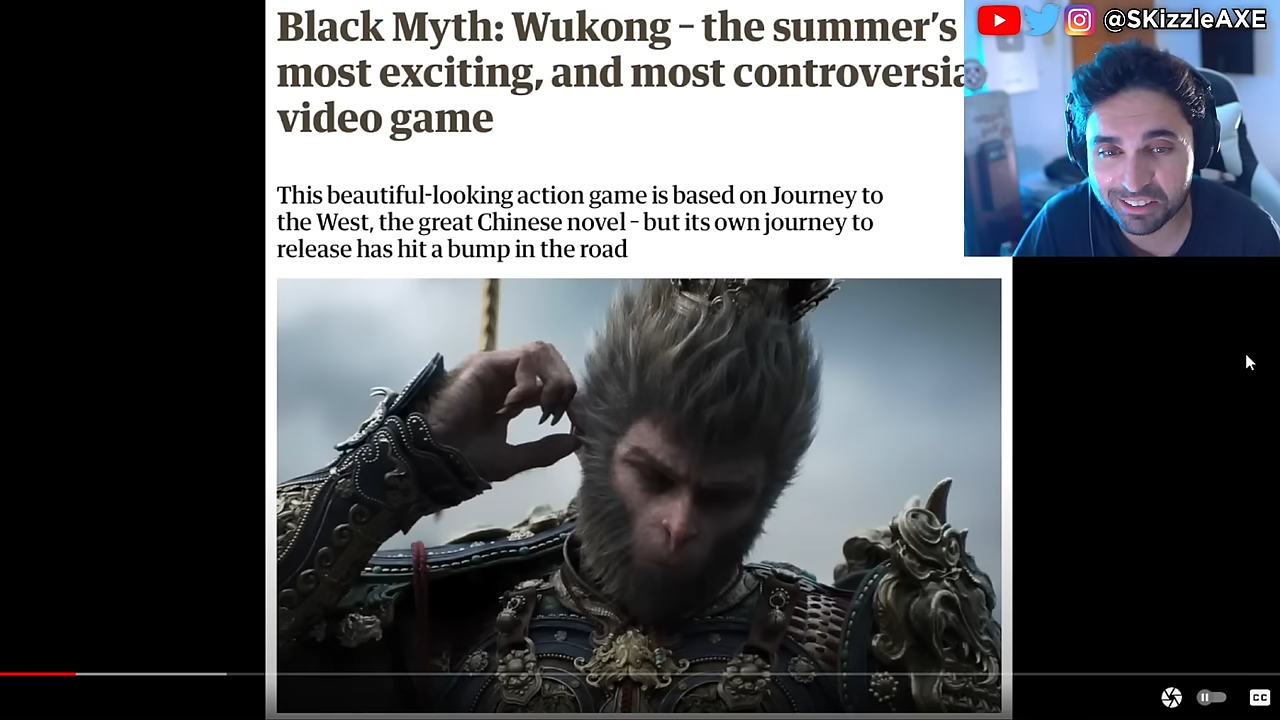 Black Myth: Wukong – the summer's
most exciting, and most controversia
video game
@SKizzleAXE
This beautiful-looking action game is based on Journey to
the West, the great Chinese novel – but its own journey to
release has hit a bump in the road
CC